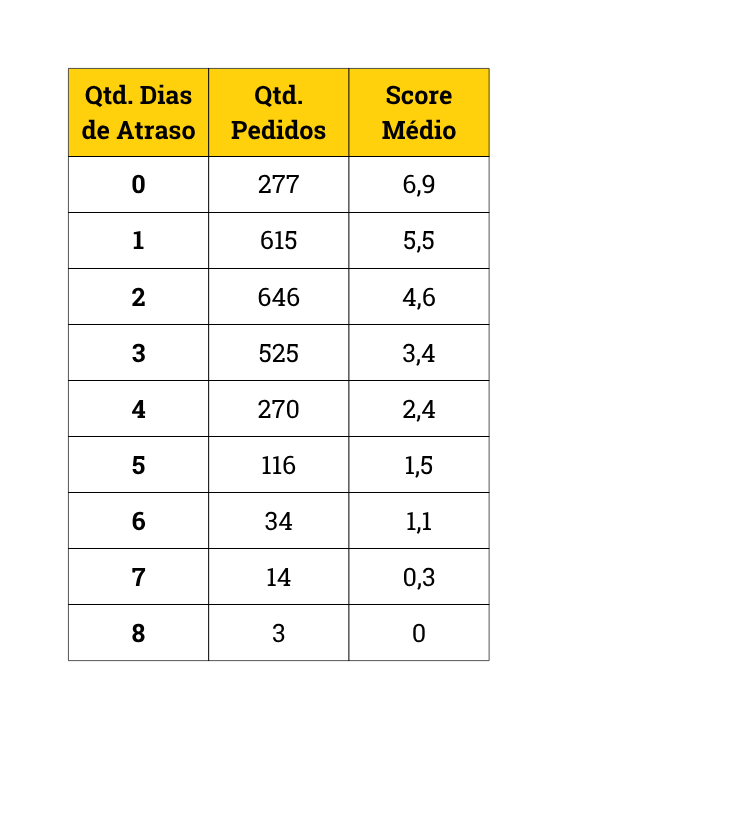 Qtd. Dias de Atraso Qtd. Pedidos Score Médio
0 277 6,9
1 615 5,5
2 646 4,6
3 525 3,4
4 270 2,4
5 116 1,5
6 34 1,1
7 14 0,3
8 3 0